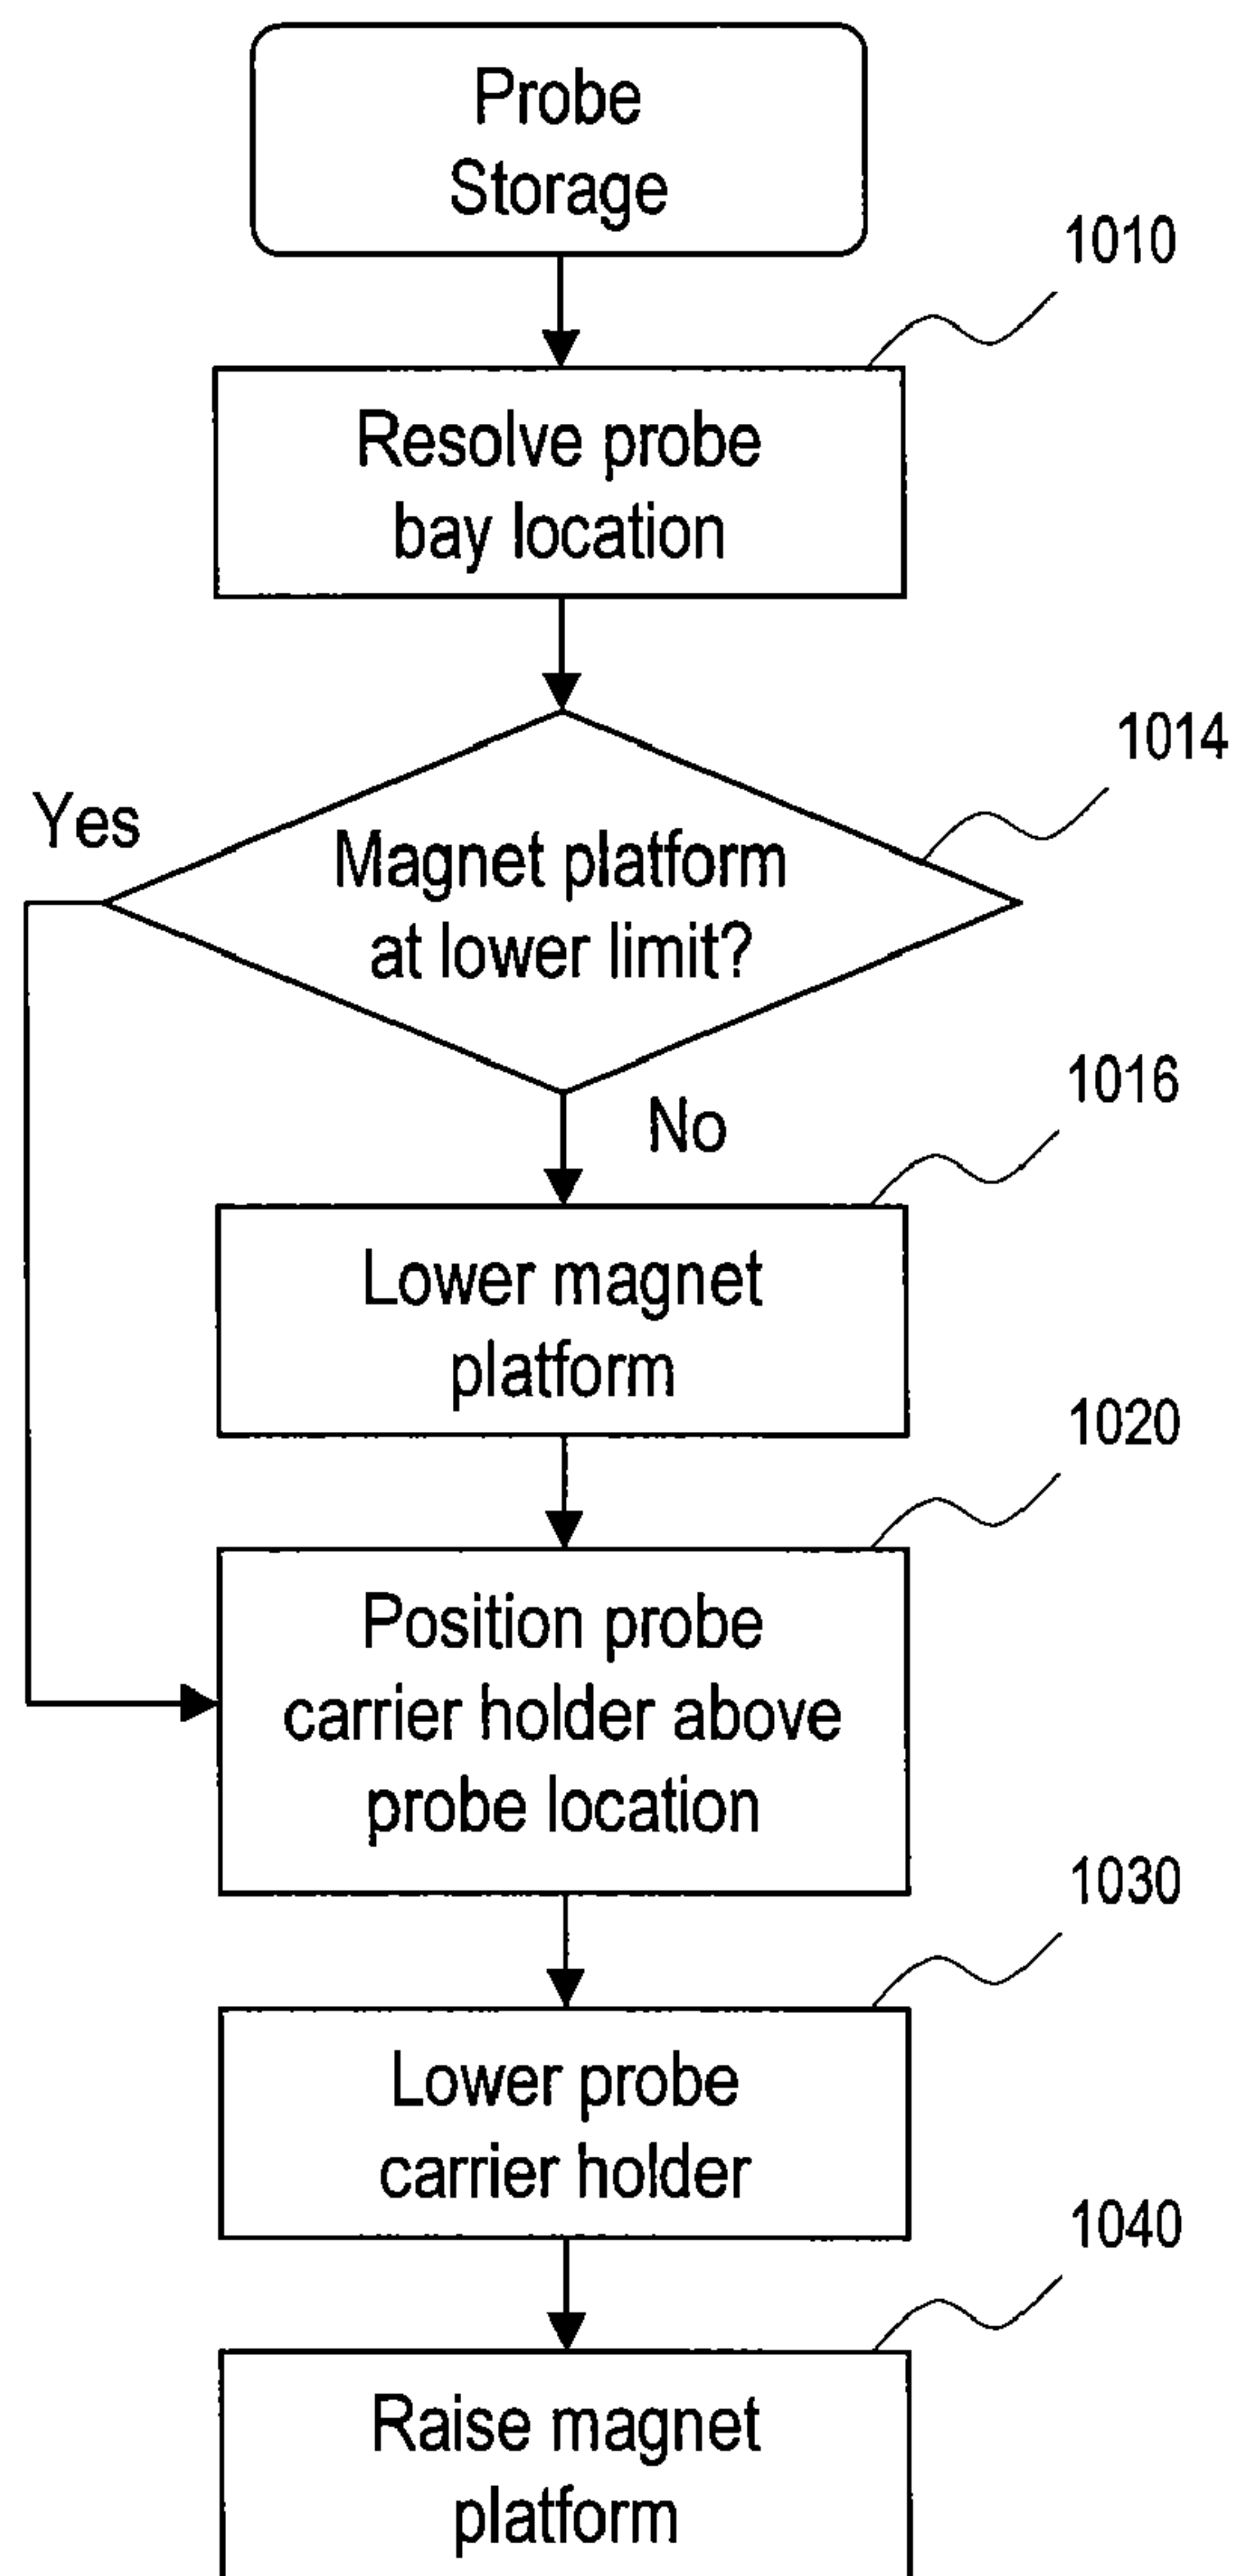 Probe
Storage
1010
Resolve probe
bay location
1014
Yes
Magnet platform
at lower limit?
No
1016
Lower magnet
platform
1020
Position probe
carrier holder above
probe location
1030
Lower probe
carrier holder
1040
Raise magnet
platform